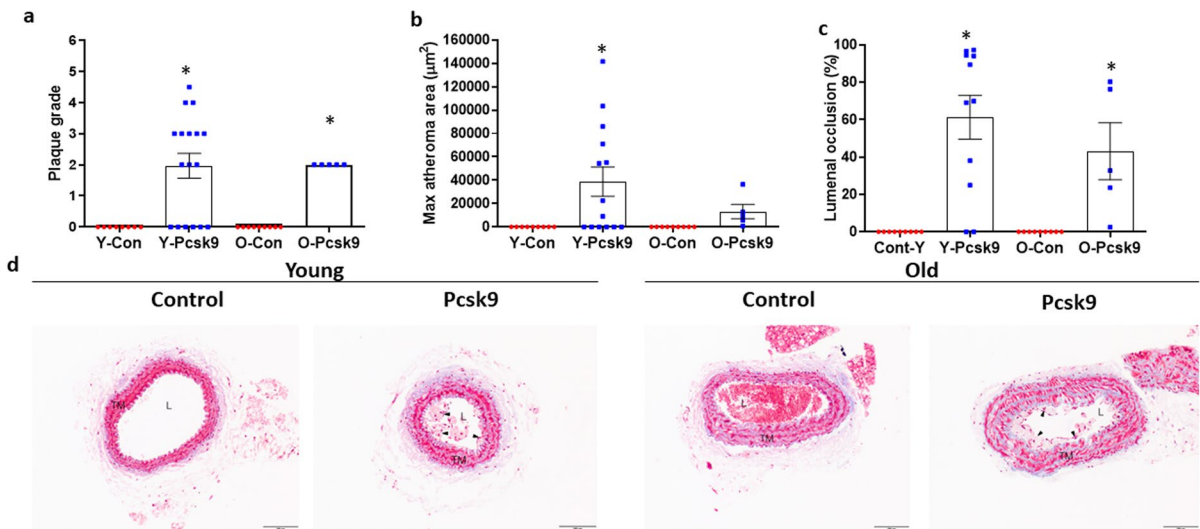 a
Plaque grade
6
5
4
3
2
1
0
*
*
Y-Con Y-Pcsk9 O-Con O-Pcsk9
b
Max atheroma area (μm²)
160000
140000
120000
100000
80000
60000
40000
20000
0
*
Y-Con Y-Pcsk9 O-Con O-Pcsk9
c
Lumenal occlusion (%)
100
80
60
40
20
0
*
*
Cont-Y Y-Pcsk9 O-Con O-Pcsk9
d
Young Old
Control Pcsk9 Control Pcsk9
TM L
L
TM
L
TM
L
TM